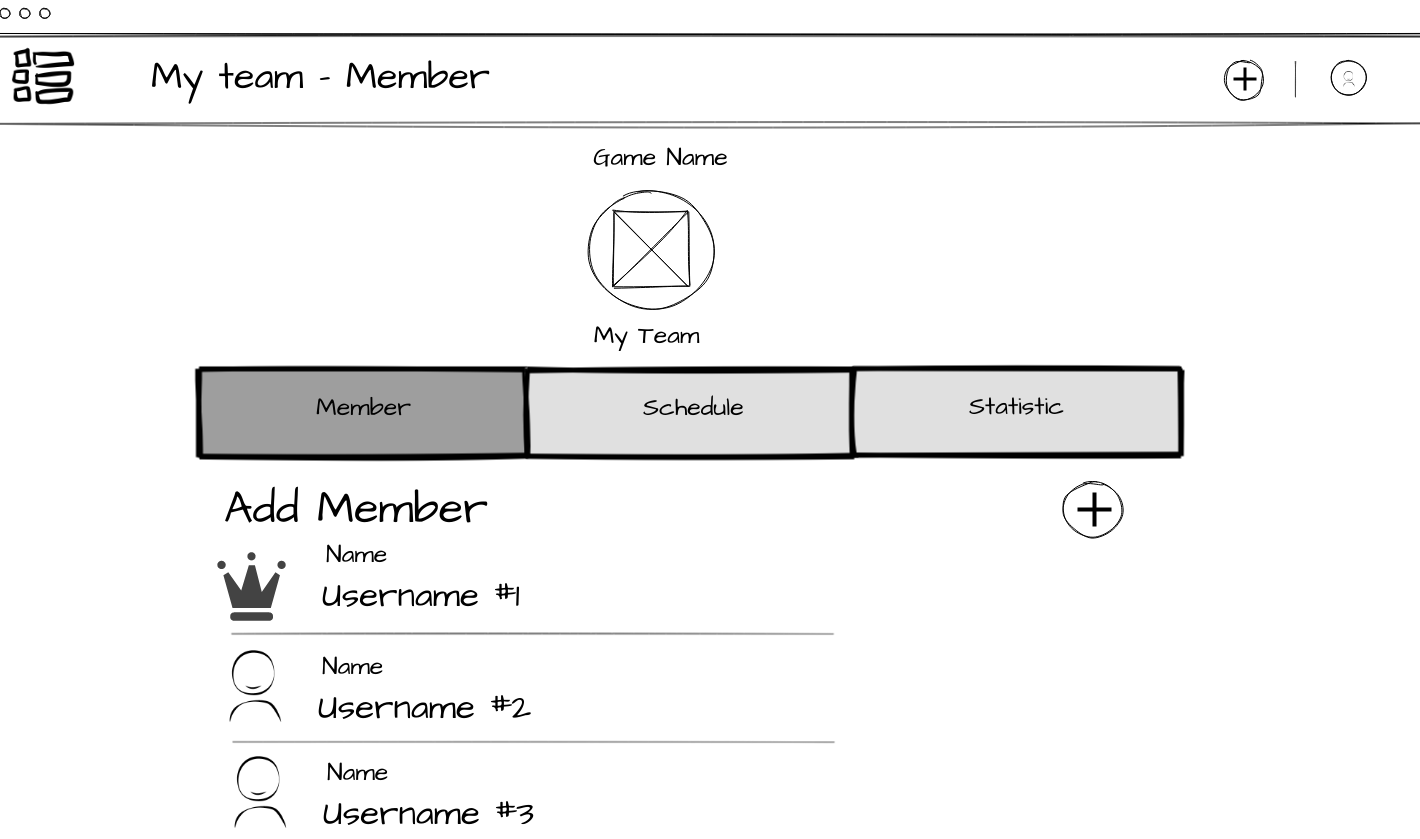 My team - Member
Game Name
My Team
Member
Schedule
Statistic
Add Member
Name
Username #1
Name
Username #2
Name
Username #3